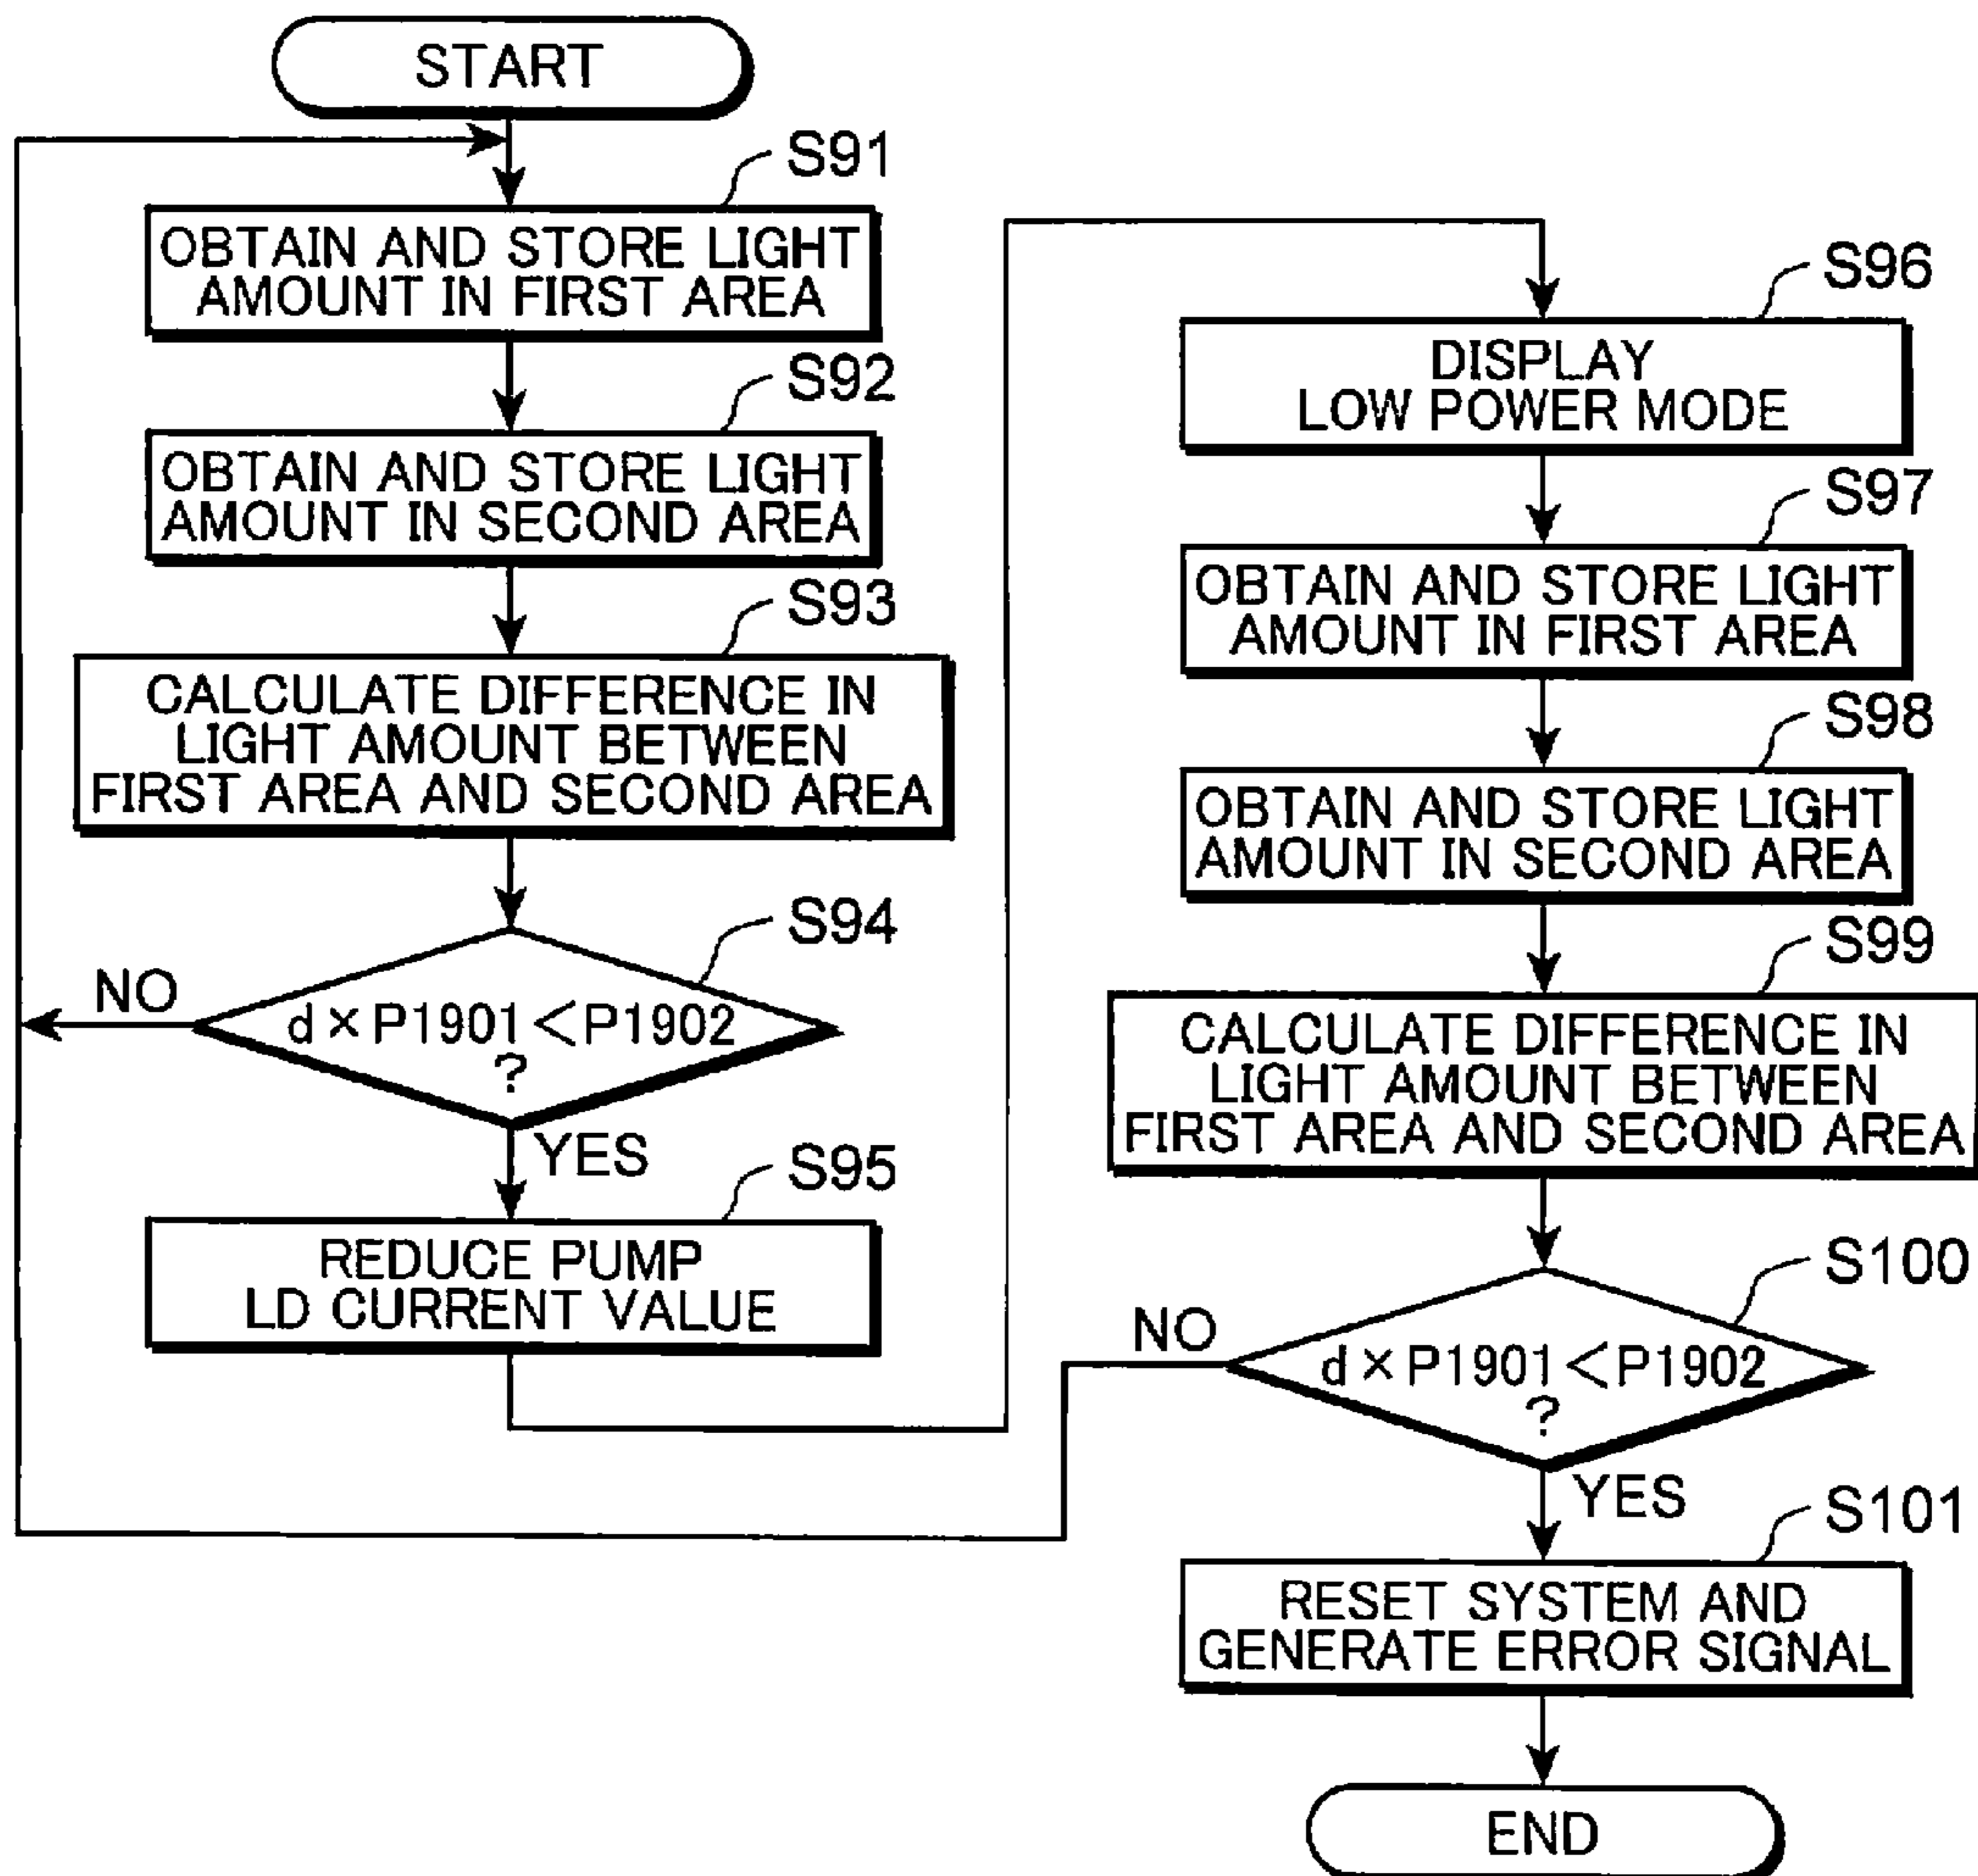 START
S91
OBTAIN AND STORE LIGHT
AMOUNT IN FIRST AREA
S92
OBTAIN AND STORE LIGHT
AMOUNT IN SECOND AREA
S93
CALCULATE DIFFERENCE IN
LIGHT AMOUNT BETWEEN
FIRST AREA AND SECOND AREA
S94
NO
d×P1901<P1902
?
YES
S95
REDUCE PUMP
LD CURRENT VALUE
S96
DISPLAY
LOW POWER MODE
S97
OBTAIN AND STORE LIGHT
AMOUNT IN FIRST AREA
S98
OBTAIN AND STORE LIGHT
AMOUNT IN SECOND AREA
S99
CALCULATE DIFFERENCE IN
LIGHT AMOUNT BETWEEN
FIRST AREA AND SECOND AREA
S100
NO
d×P1901<P1902
?
YES
S101
RESET SYSTEM AND
GENERATE ERROR SIGNAL
END